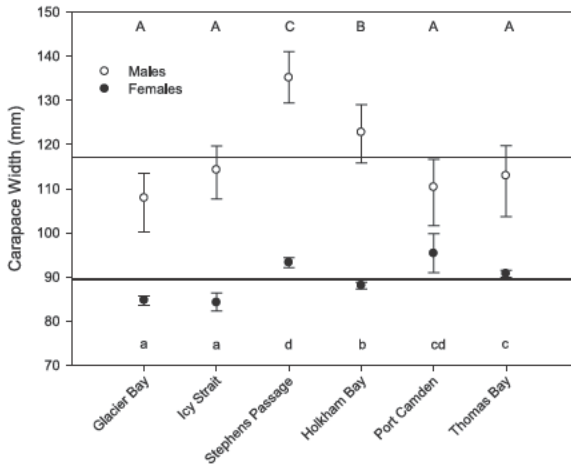 150
140
130
120
110
100
90
80
70
Carapace Width (mm)
A A C B A A
Males
Females
a a d b cd c
Glacier Bay
Icy Strait
Stephens Passage
Holkham Bay
Port Camden
Thomas Bay